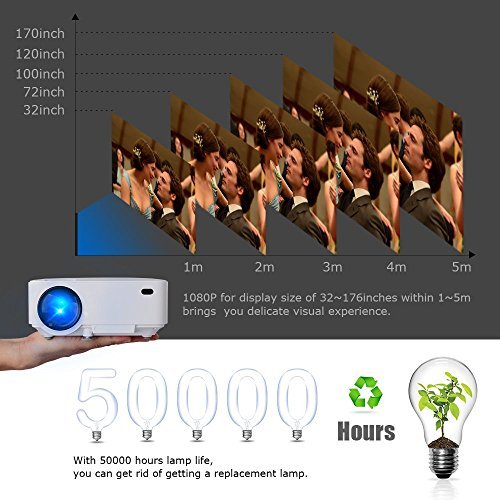 170inch
120inch
100inch
72inch
32inch
1m 2m 3m 4m 5m
1080P for display size of 32~176inches within 1~5m
brings you delicate visual experience.
50000 Hours
With 50000 hours lamp life,
you can get rid of getting a replacement lamp.